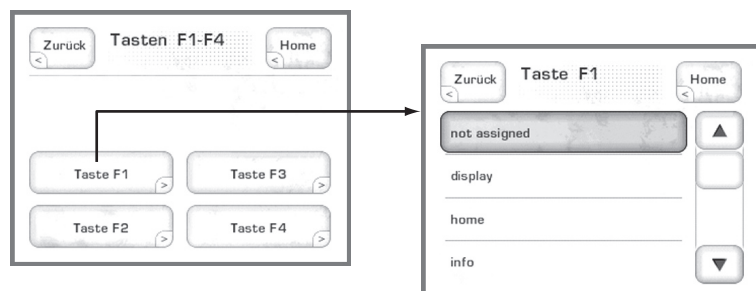 Zurück Tasten F1-F4 Home
< <
Taste F1 Taste F3
> >
Taste F2 Taste F4
> >
Zurück Taste F1 Home
< <
not assigned
display
home
info